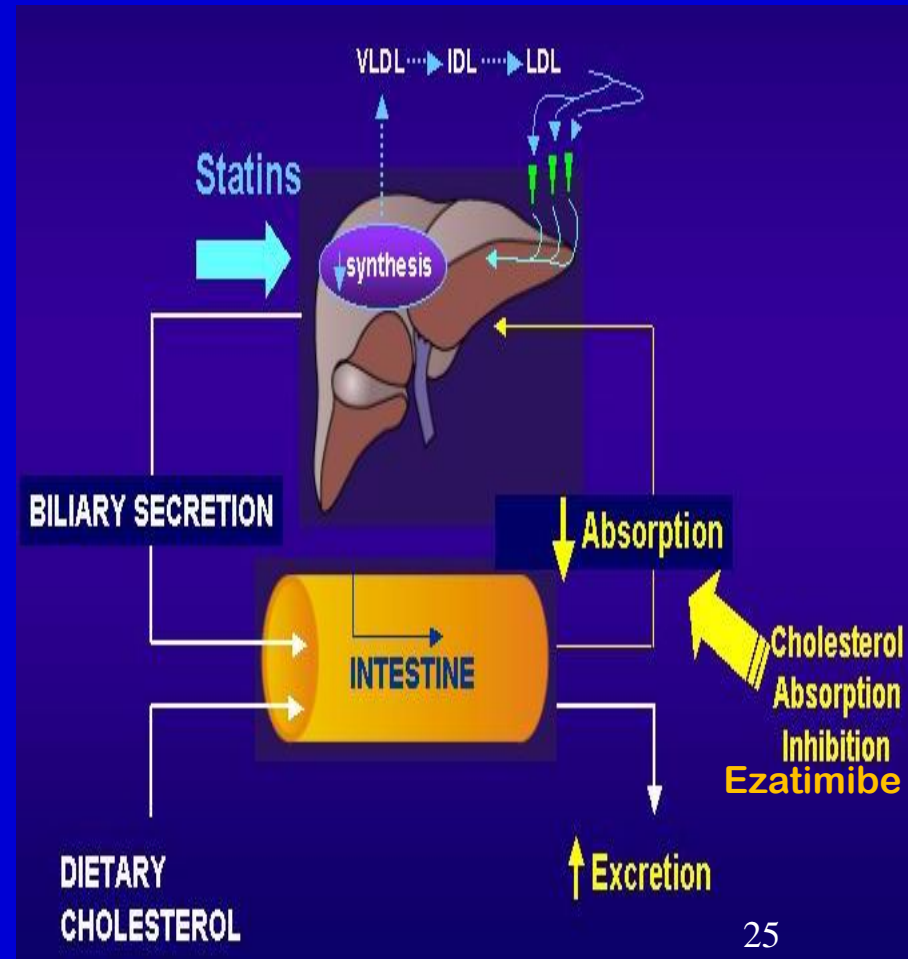 VLDL IDL LDL
Statins
synthesis
BILIARY SECRETION
Absorption
INTESTINE
Cholesterol
Absorption
Inhibition
Ezatimibe
DIETARY
CHOLESTEROL
Excretion
25